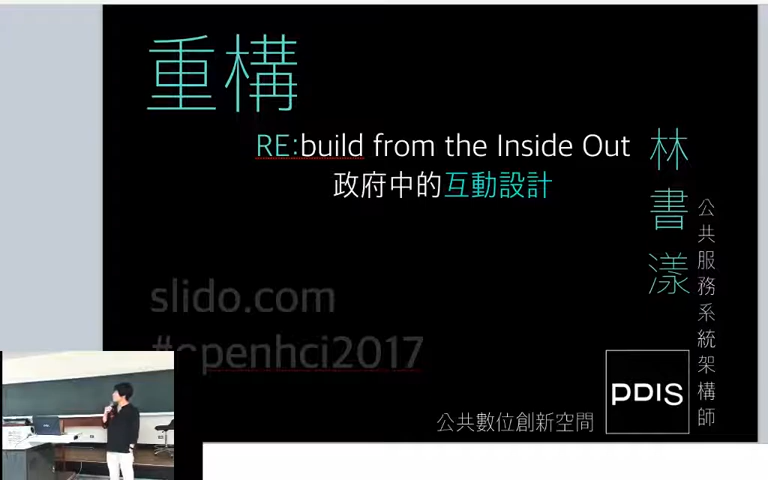 重構
RE:build from the Inside Out
政府中的互動設計
林書漾
公共服務系統架構師
slido.com
#openhci2017
PDIS
公共數位創新空間